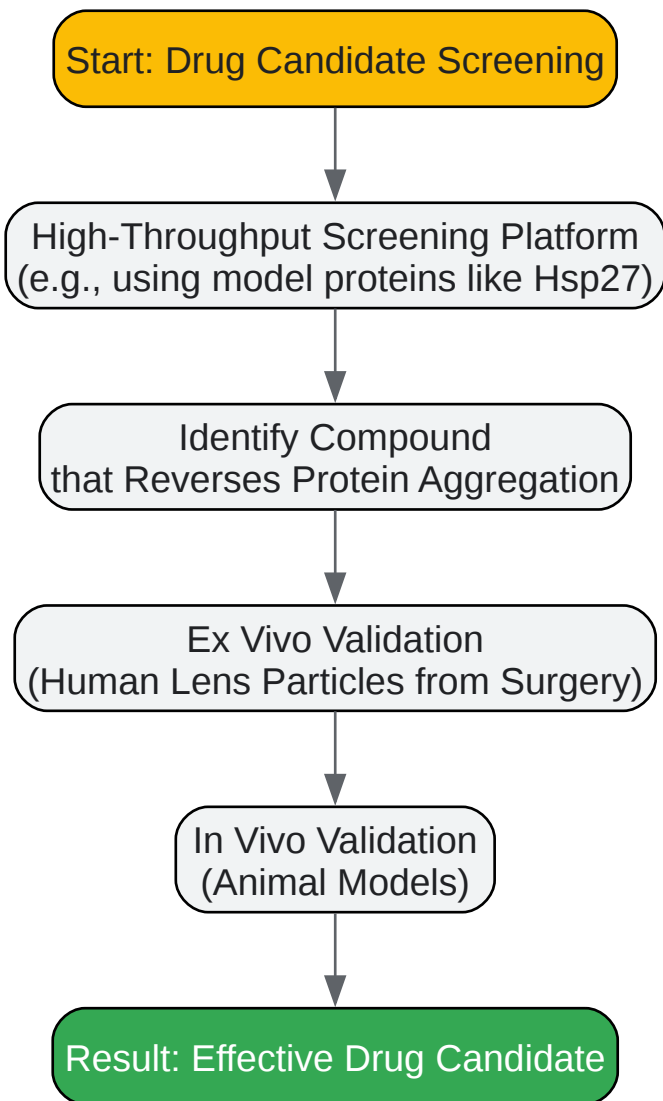 Start: Drug Candidate Screening
High-Throughput Screening Platform
(e.g., using model proteins like Hsp27)
Identify Compound
that Reverses Protein Aggregation
Ex Vivo Validation
(Human Lens Particles from Surgery)
In Vivo Validation
(Animal Models)
Result: Effective Drug Candidate